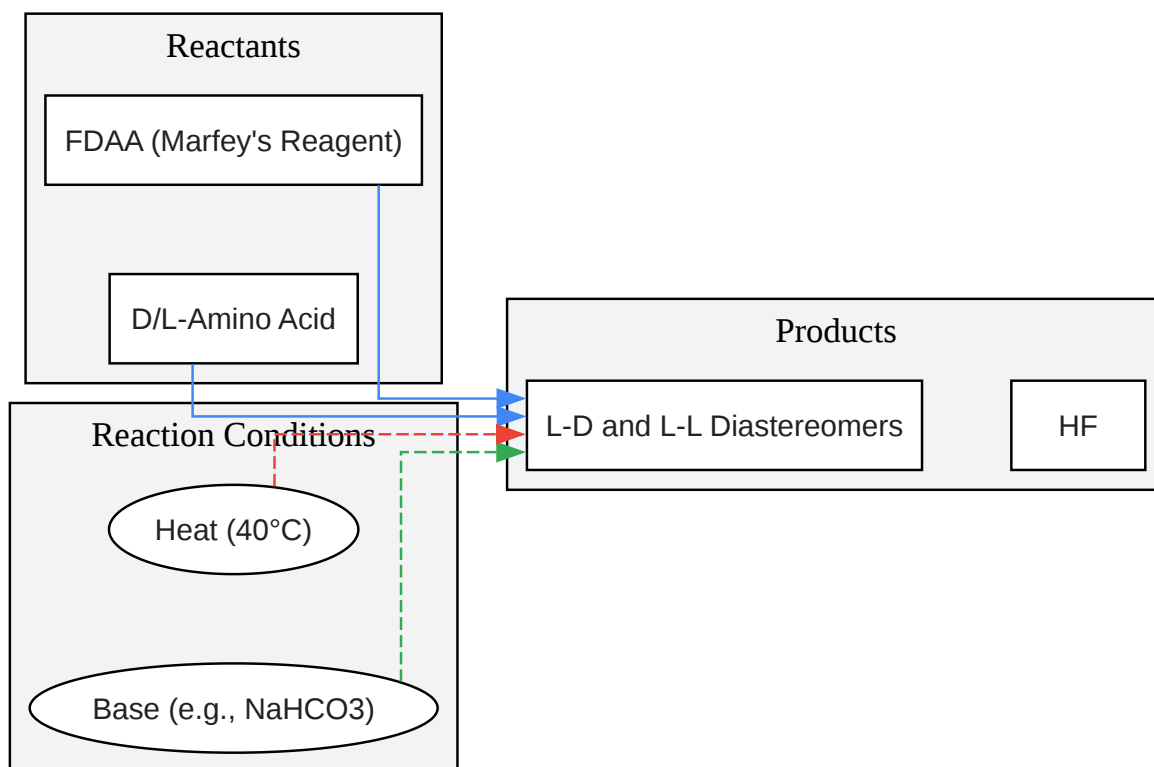 Reactants
FDAA (Marfey's Reagent)
D/L-Amino Acid
Products
L-D and L-L Diastereomers
HF
Reaction Conditions
Heat (40°C)
Base (e.g., NaHCO3)